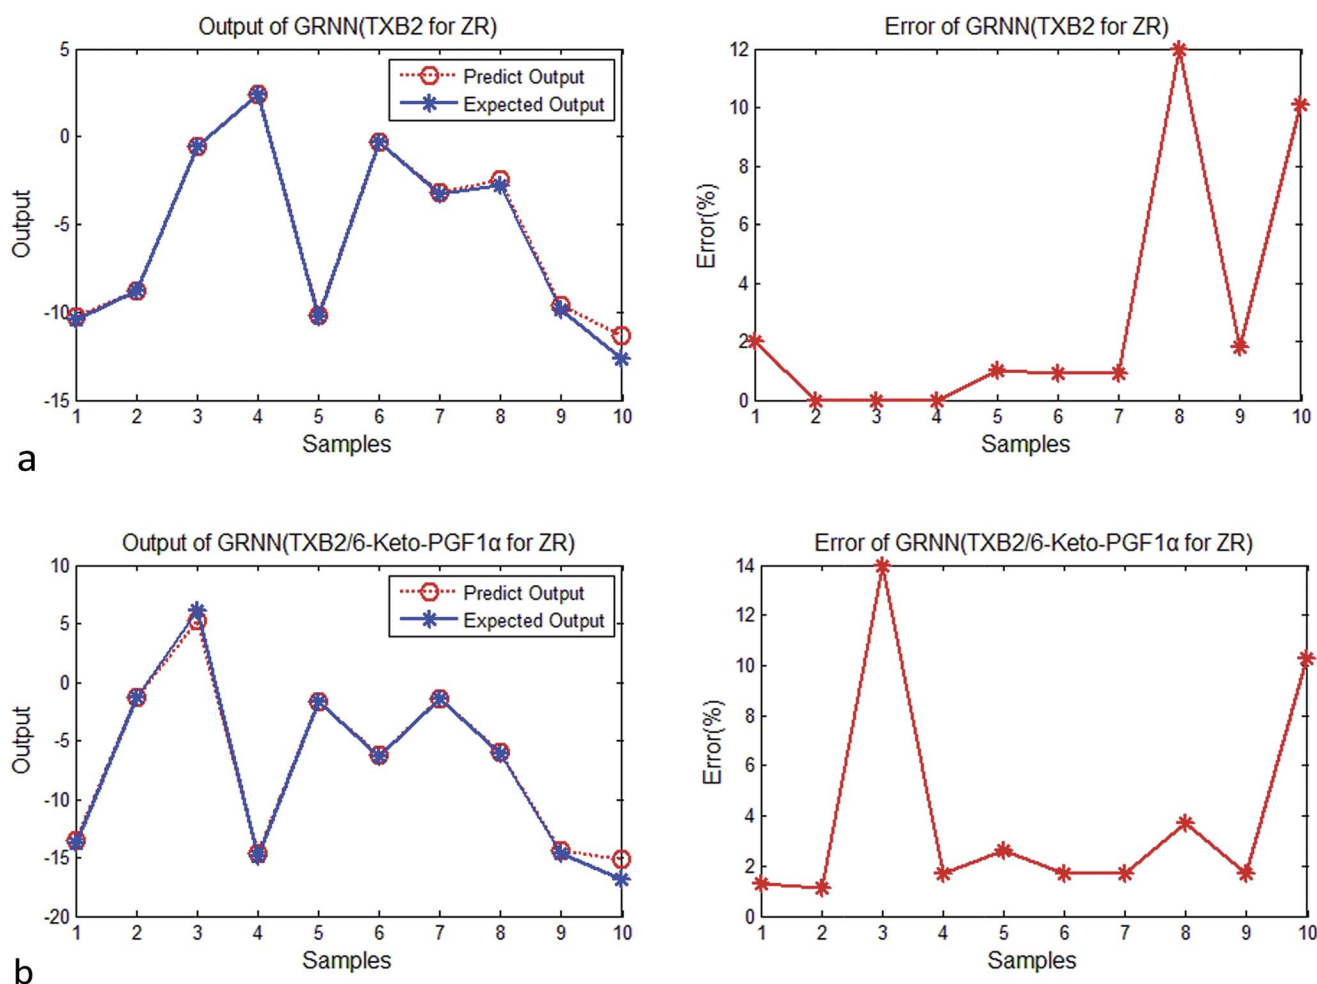 Output of GRNN(TXB2 for ZR)
5
0
-5
-10
-15
Output
Predict Output
Expected Output
1 2 3 4 5 6 7 8 9 10
Samples
Error of GRNN(TXB2 for ZR)
12
10
8
6
4
2
0
Error(%)
1 2 3 4 5 6 7 8 9 10
Samples
a
Output of GRNN(TXB2/6-Keto-PGF1α for ZR)
10
5
0
-5
-10
-15
-20
Output
Predict Output
Expected Output
1 2 3 4 5 6 7 8 9 10
Samples
Error of GRNN(TXB2/6-Keto-PGF1α for ZR)
14
12
10
8
6
4
2
0
Error(%)
1 2 3 4 5 6 7 8 9 10
Samples
b